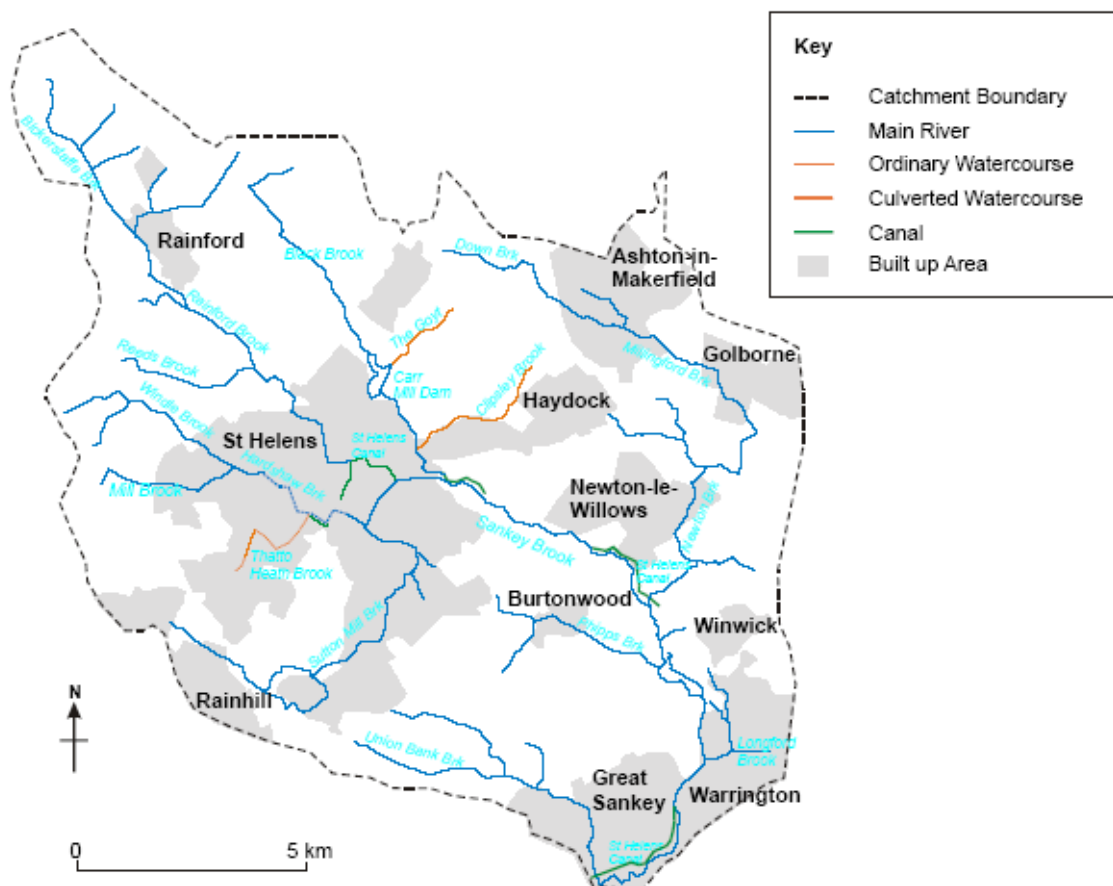 Key
Catchment Boundary
Main River
Ordinary Watercourse
Culverted Watercourse
Canal
Built up Area
Bickerstaffe Brk
Rainford
Black Brook
Down Brk
Ashton-in-
Makerfield
Rainford Brook
The Goyt
Millingford Brk
Golborne
Reeds Brook
Carr
Mill Dam
Clipsley Brook
Haydock
Windle Brook
St Helens
St Helens
Canal
Hardshaw Brk
Mill Brook
Newton-le-
Willows
Newton Brk
Sankey Brook
Thatto
Heath Brook
St Helens
Canal
Burtonwood
Phipps Brk
Winwick
Sutton Mill Brk
Rainhill
N
Union Bank Brk
Longford
Brook
Great
Sankey
Warrington
St Helens
Canal
0
5 km